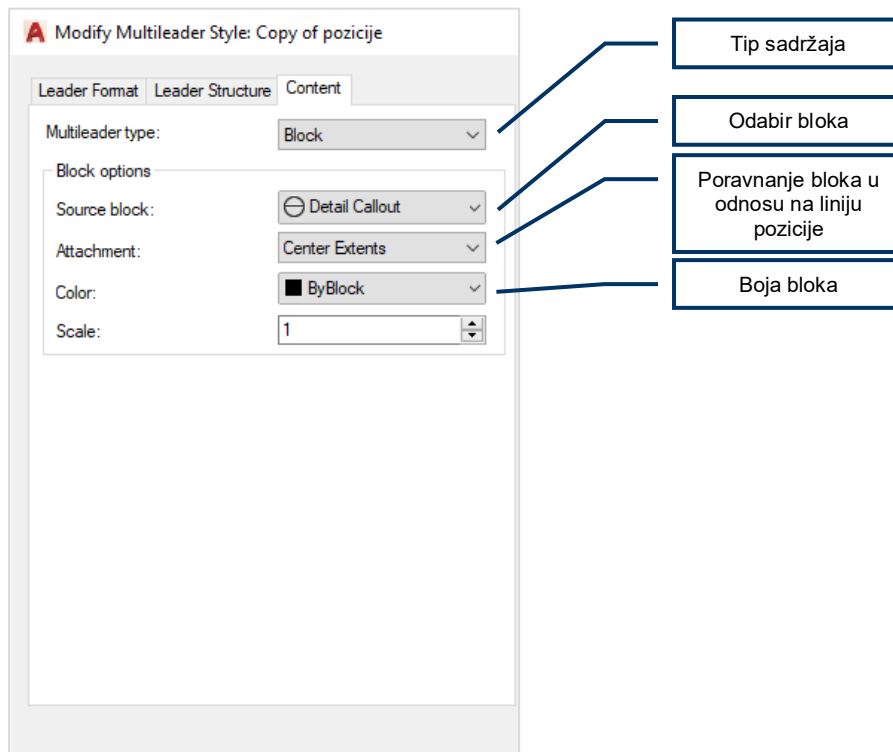 Modify Multileader Style: Copy of pozicije
Leader Format Leader Structure Content
Multileader type: Block
Block options
Source block: Detail Callout
Attachment: Center Extents
Color: ByBlock
Scale: 1
Tip sadržaja
Odabir bloka
Poravnanje bloka u
odnosu na liniju
pozicije
Boja bloka